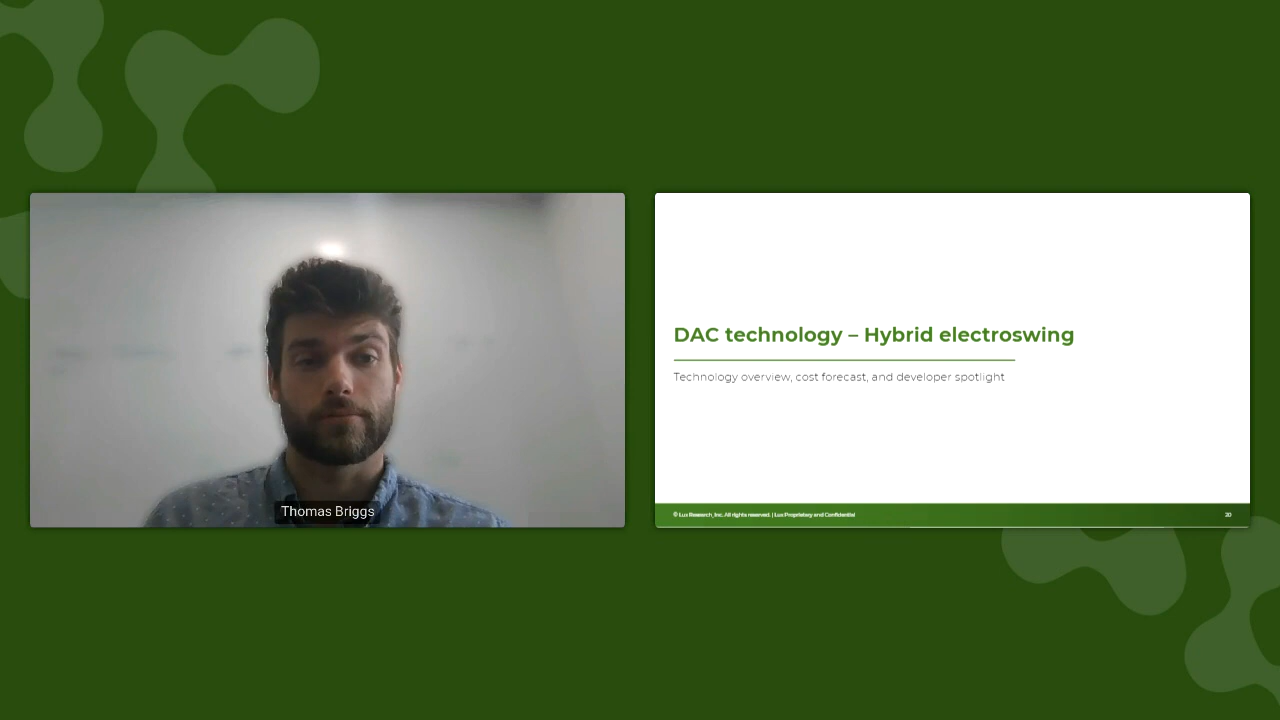 Thomas Briggs
DAC technology – Hybrid electroswing
Technology overview, cost forecast, and developer spotlight
© Lux Research, Inc. All rights reserved. | Lux Proprietary and Confidential
20